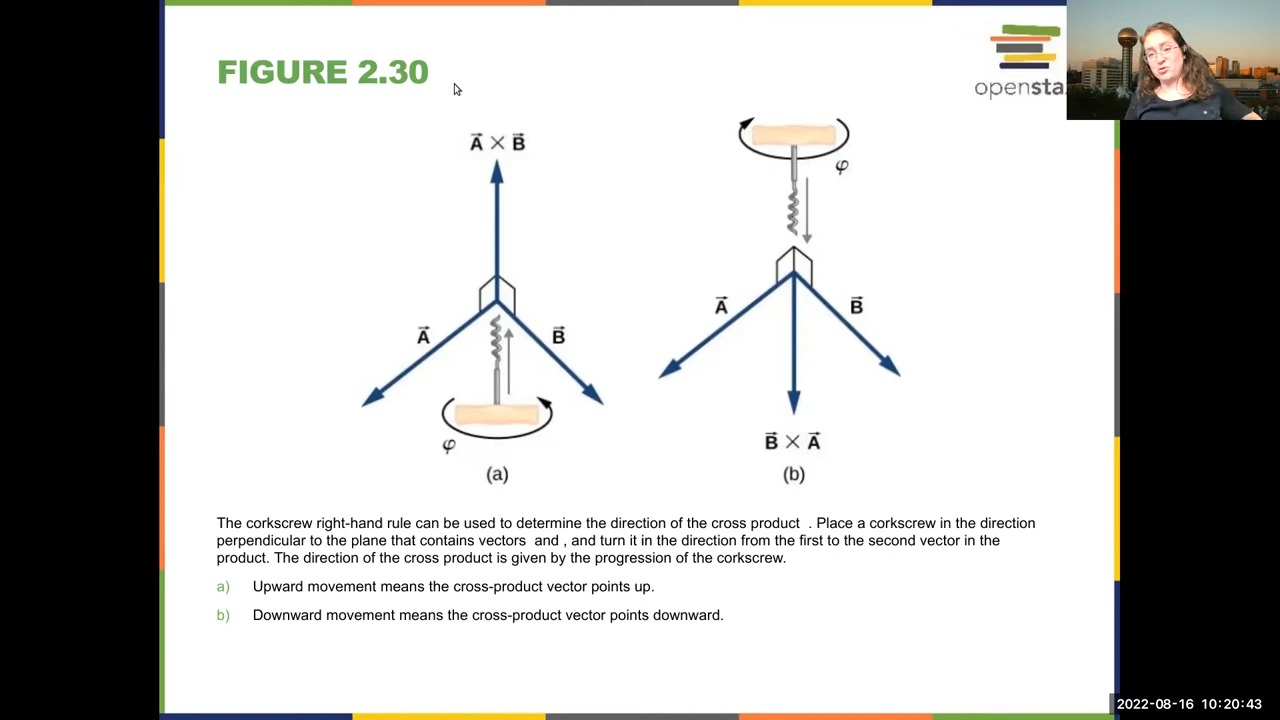 FIGURE 2.30
opensta
A × B
φ
A
B
A
B
φ
B × A
(a)
(b)
The corkscrew right-hand rule can be used to determine the direction of the cross product . Place a corkscrew in the direction
perpendicular to the plane that contains vectors and , and turn it in the direction from the first to the second vector in the
product. The direction of the cross product is given by the progression of the corkscrew.
a) Upward movement means the cross-product vector points up.
b) Downward movement means the cross-product vector points downward.
2022-08-16 10:20:43